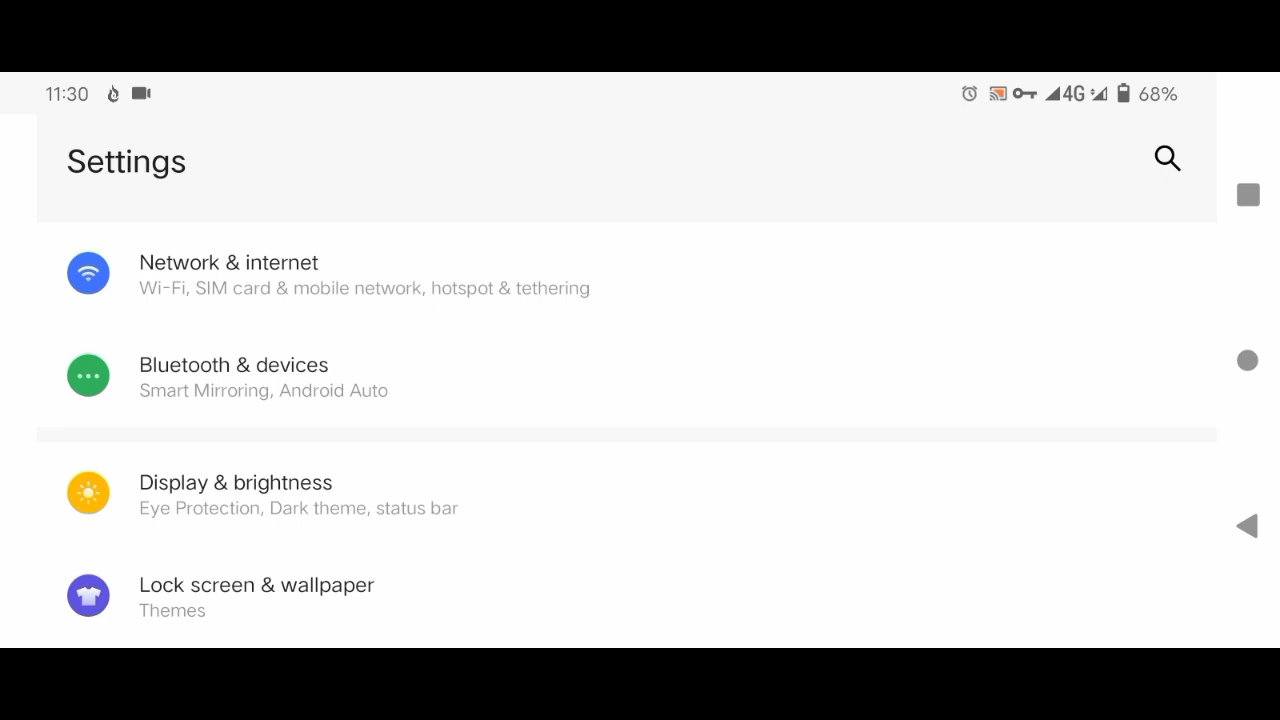 11:30 4G 68%
Settings
Network & internet
Wi-Fi, SIM card & mobile network, hotspot & tethering
Bluetooth & devices
Smart Mirroring, Android Auto
Display & brightness
Eye Protection, Dark theme, status bar
Lock screen & wallpaper
Themes